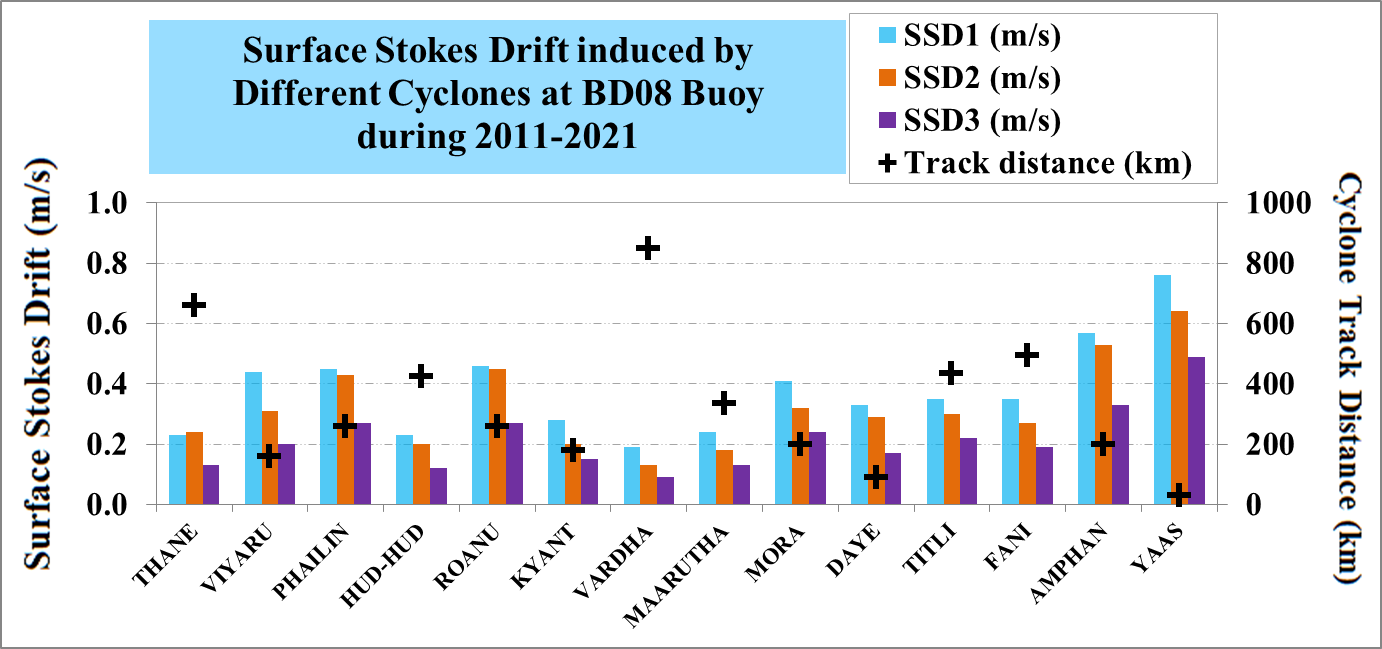 Surface Stokes Drift induced by
Different Cyclones at BD08 Buoy
during 2011-2021
SSD1 (m/s)
SSD2 (m/s)
SSD3 (m/s)
Track distance (km)
Surface Stokes Drift (m/s)
1.0
0.8
0.6
0.4
0.2
0.0
1000
800
600
400
200
0
Cyclone Track Distance (km)
THANE
VIYARU
PHAILIN
HUD-HUD
ROANU
KYANT
VARDHA
MAARUTHA
MORA
DAYE
TITLI
FANI
AMPHAN
YAAS